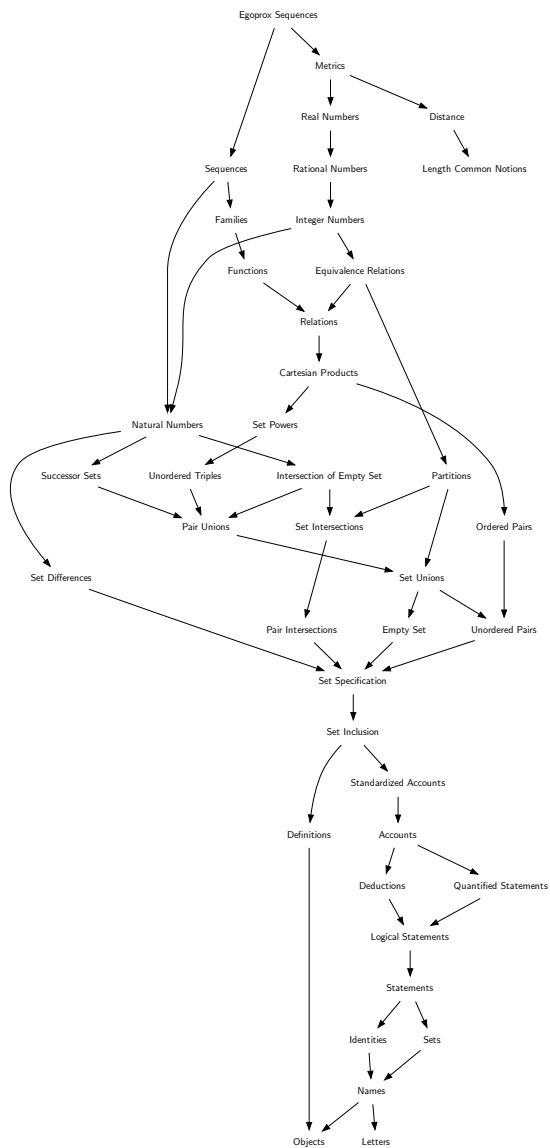 Egoprox Sequences
Metrics
Real Numbers
Distance
Sequences
Rational Numbers
Length Common Notions
Families
Integer Numbers
Functions
Equivalence Relations
Relations
Cartesian Products
Natural Numbers
Set Powers
Successor Sets
Unordered Triples
Intersection of Empty Set
Partitions
Pair Unions
Set Intersections
Ordered Pairs
Set Differences
Set Unions
Pair Intersections
Empty Set
Unordered Pairs
Set Specification
Set Inclusion
Standardized Accounts
Definitions
Accounts
Deductions
Quantified Statements
Logical Statements
Statements
Identities
Sets
Names
Objects
Letters